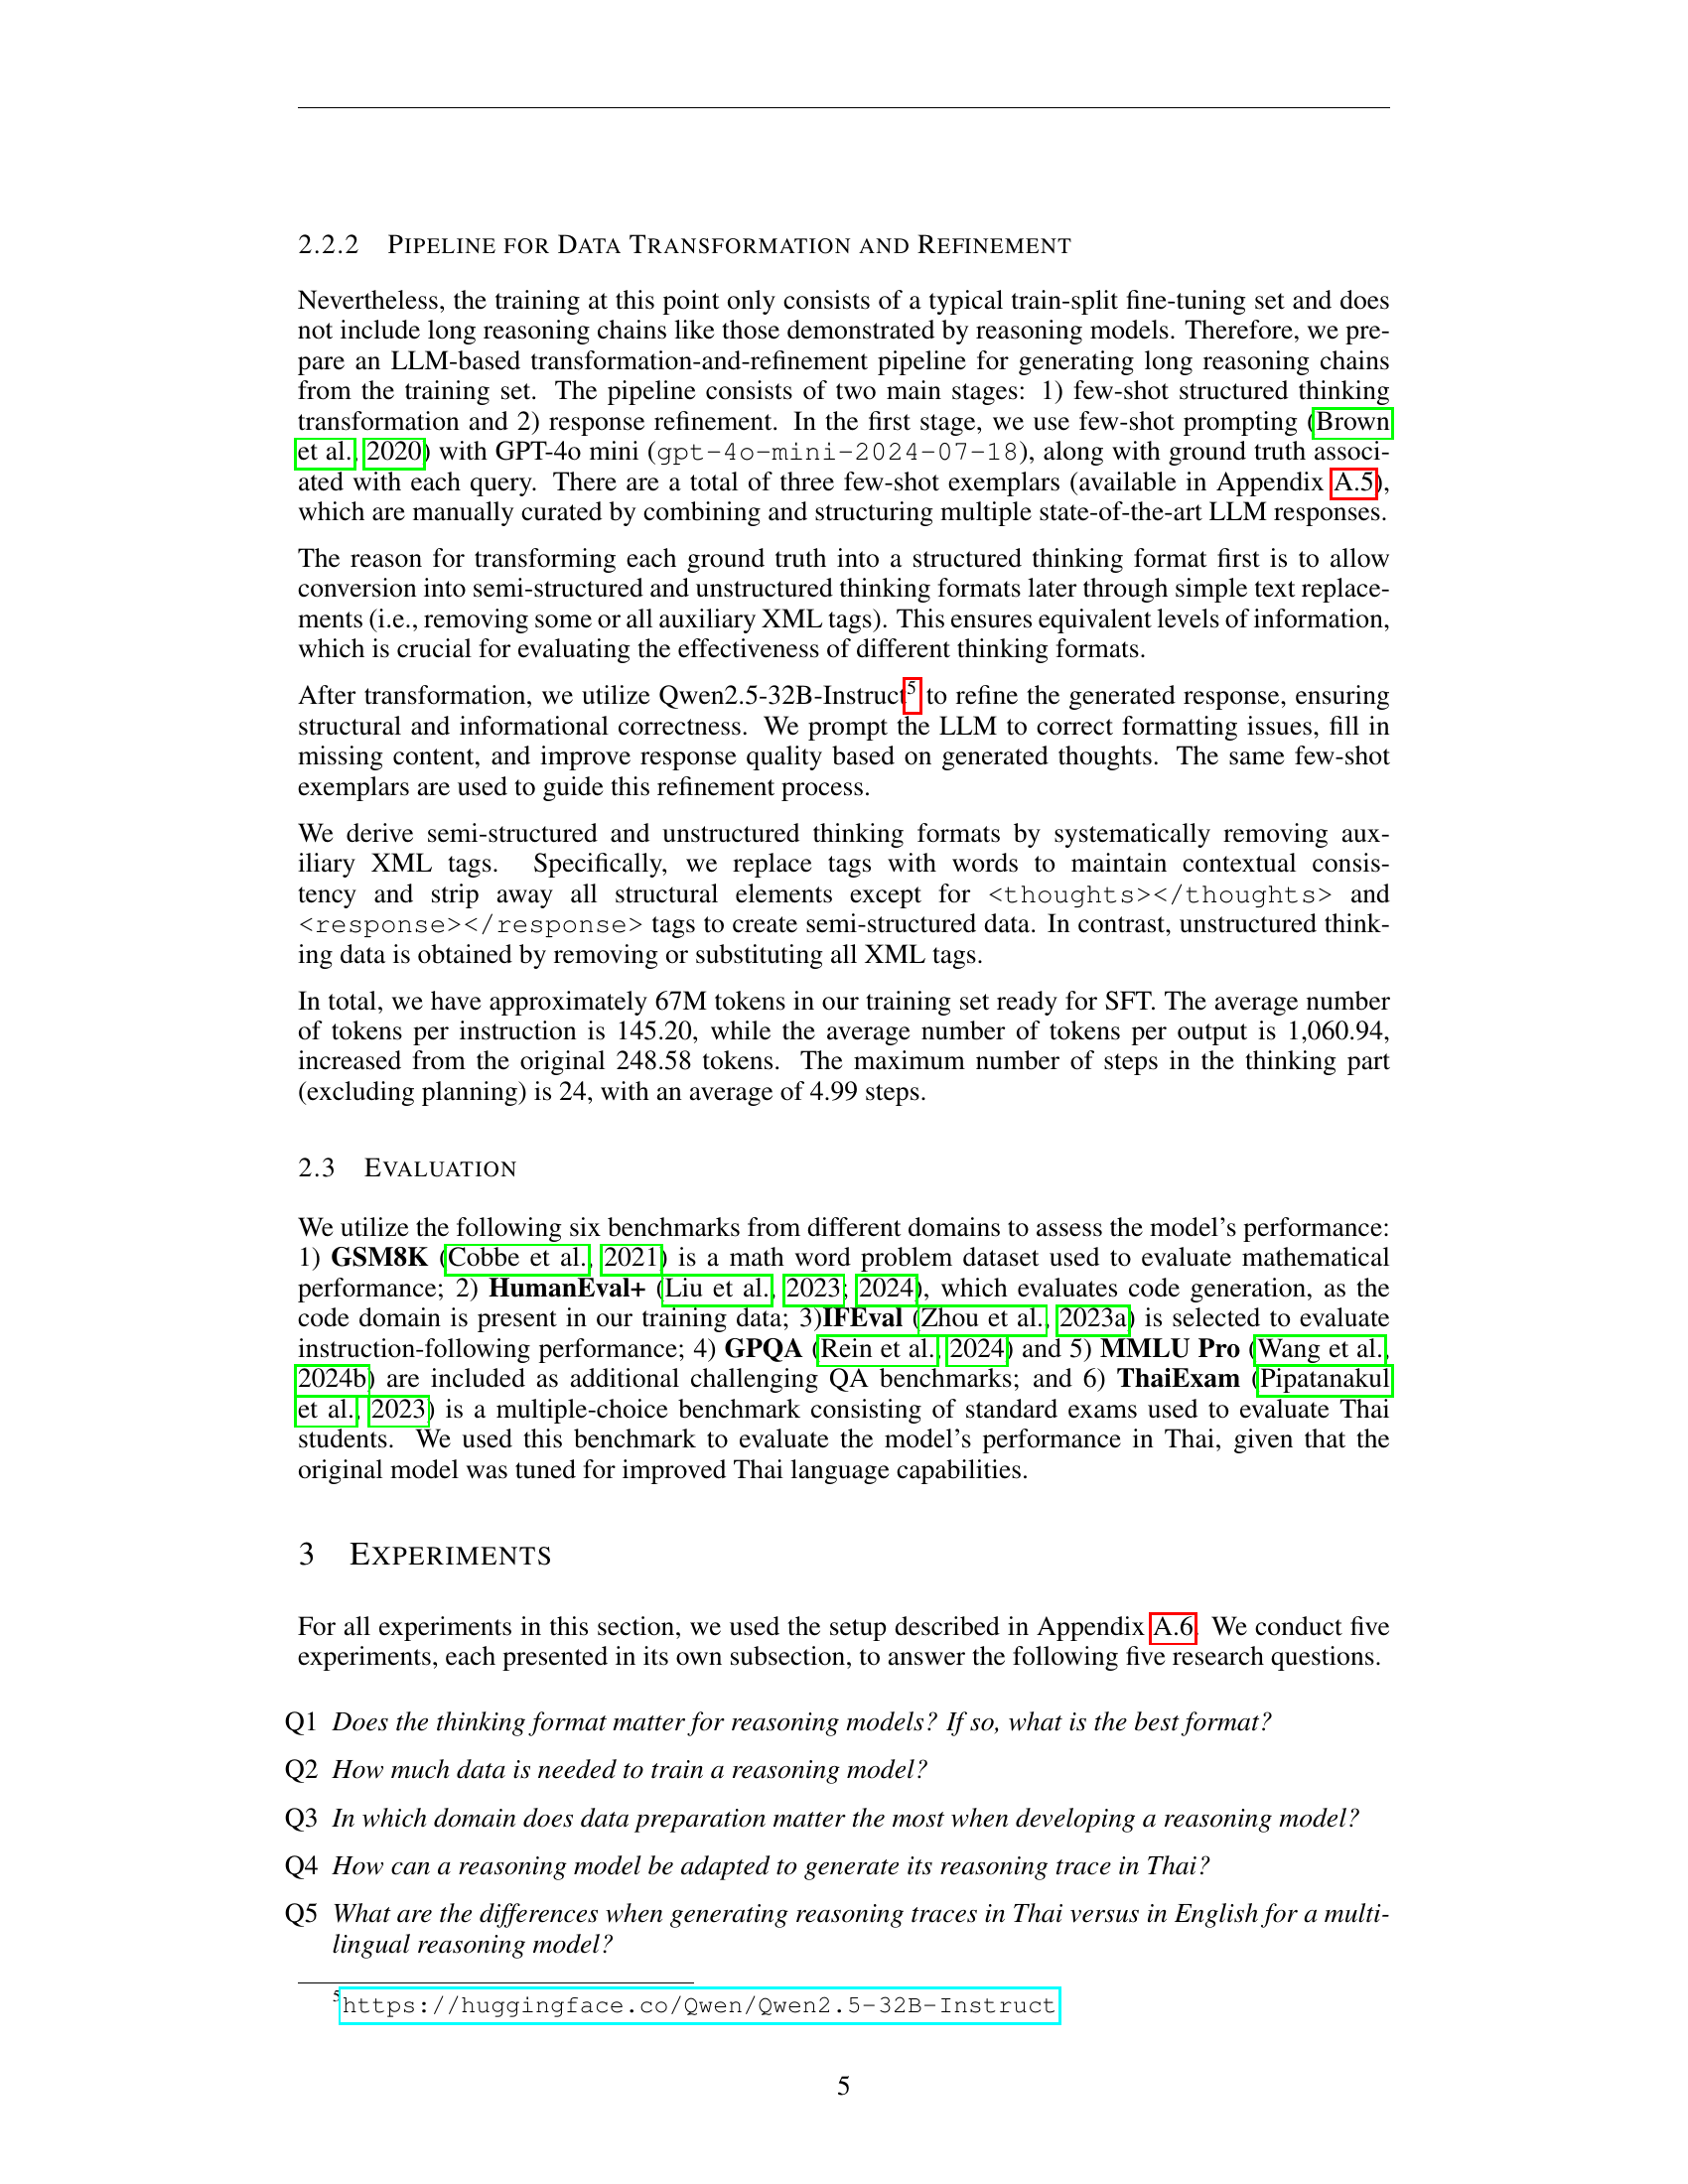 2.2.2 PIPELINE FOR DATA TRANSFORMATION AND REFINEMENT
Nevertheless, the training at this point only consists of a typical train-split fine-tuning set and does
not include long reasoning chains like those demonstrated by reasoning models. Therefore, we pre-
pare an LLM-based transformation-and-refinement pipeline for generating long reasoning chains
from the training set. The pipeline consists of two main stages: 1) few-shot structured thinking
transformation and 2) response refinement. In the first stage, we use few-shot prompting (Brown
et al., 2020) with GPT-4o mini (gpt-4o-mini-2024-07-18), along with ground truth associ-
ated with each query. There are a total of three few-shot exemplars (available in Appendix A.5),
which are manually curated by combining and structuring multiple state-of-the-art LLM responses.
The reason for transforming each ground truth into a structured thinking format first is to allow
conversion into semi-structured and unstructured thinking formats later through simple text replace-
ments (i.e., removing some or all auxiliary XML tags). This ensures equivalent levels of information,
which is crucial for evaluating the effectiveness of different thinking formats.
After transformation, we utilize Qwen2.5-32B-Instruct5 to refine the generated response, ensuring
structural and informational correctness. We prompt the LLM to correct formatting issues, fill in
missing content, and improve response quality based on generated thoughts. The same few-shot
exemplars are used to guide this refinement process.
We derive semi-structured and unstructured thinking formats by systematically removing aux-
iliary XML tags. Specifically, we replace tags with words to maintain contextual consis-
tency and strip away all structural elements except for <thoughts></thoughts> and
<response></response> tags to create semi-structured data. In contrast, unstructured think-
ing data is obtained by removing or substituting all XML tags.
In total, we have approximately 67M tokens in our training set ready for SFT. The average number
of tokens per instruction is 145.20, while the average number of tokens per output is 1,060.94,
increased from the original 248.58 tokens. The maximum number of steps in the thinking part
(excluding planning) is 24, with an average of 4.99 steps.
2.3 EVALUATION
We utilize the following six benchmarks from different domains to assess the model's performance:
1) GSM8K (Cobbe et al., 2021) is a math word problem dataset used to evaluate mathematical
performance; 2) HumanEval+ (Liu et al., 2023; 2024), which evaluates code generation, as the
code domain is present in our training data; 3)IFEval (Zhou et al., 2023a) is selected to evaluate
instruction-following performance; 4) GPQA (Rein et al., 2024) and 5) MMLU Pro (Wang et al.,
2024b) are included as additional challenging QA benchmarks; and 6) ThaiExam (Pipatanakul
et al., 2023) is a multiple-choice benchmark consisting of standard exams used to evaluate Thai
students. We used this benchmark to evaluate the model's performance in Thai, given that the
original model was tuned for improved Thai language capabilities.
3 EXPERIMENTS
For all experiments in this section, we used the setup described in Appendix A.6. We conduct five
experiments, each presented in its own subsection, to answer the following five research questions.
Q1 Does the thinking format matter for reasoning models? If so, what is the best format?
Q2 How much data is needed to train a reasoning model?
Q3 In which domain does data preparation matter the most when developing a reasoning model?
Q4 How can a reasoning model be adapted to generate its reasoning trace in Thai?
Q5 What are the differences when generating reasoning traces in Thai versus in English for a multi-
lingual reasoning model?
5https://huggingface.co/Qwen/Qwen2.5-32B-Instruct
5